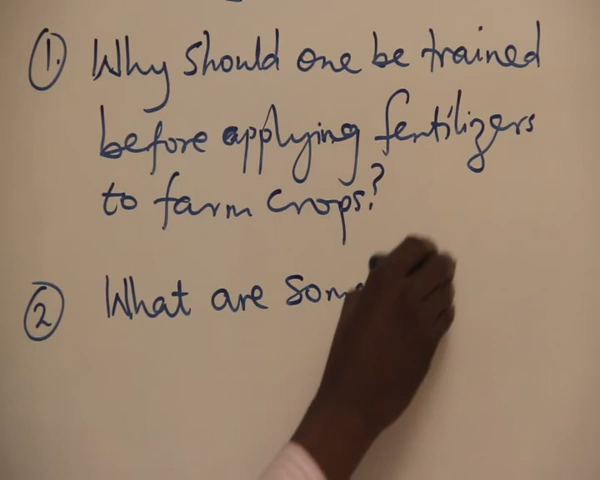 1. Why should one be trained
before applying fertilizers
to farm crops?
2 What are Som